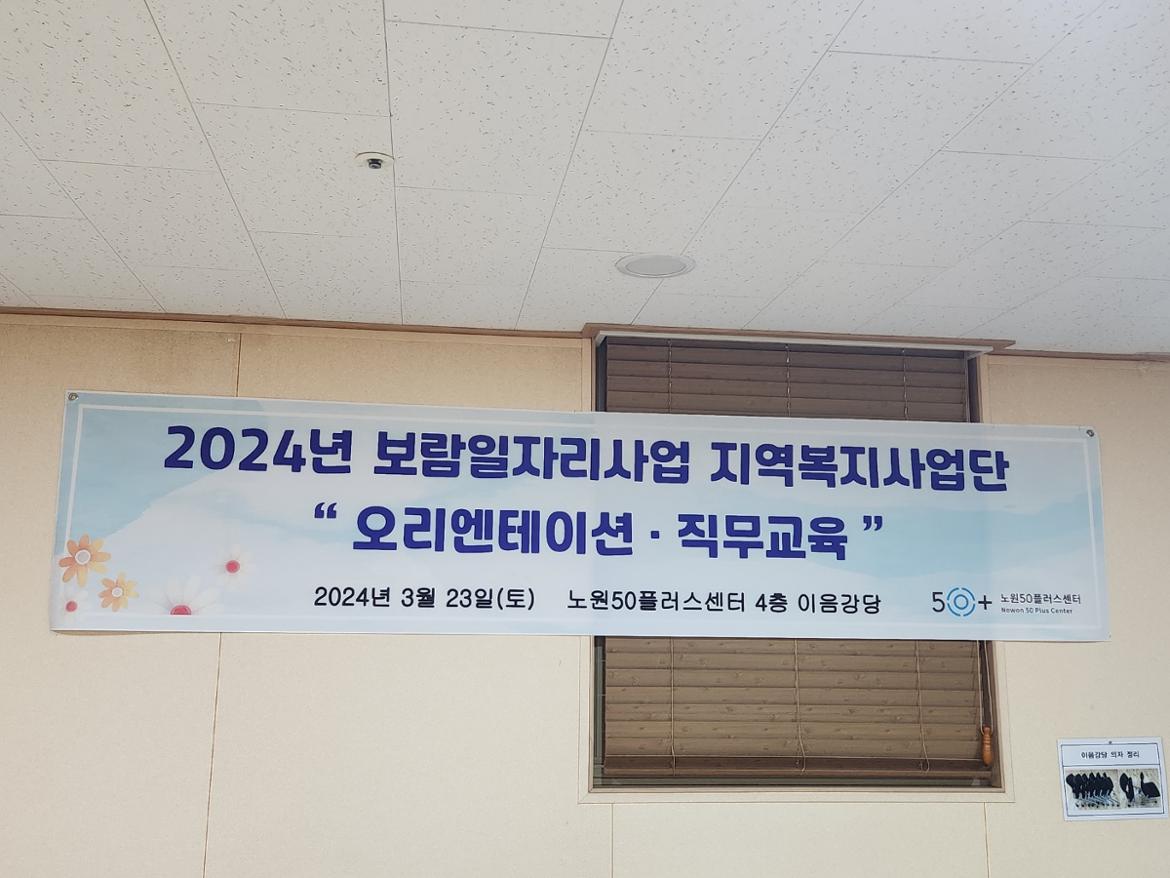 2024년 보람일자리사업 지역복지사업단
“ 오리엔테이션 · 직무교육 ”
2024년 3월 23일(토) 노원50플러스센터 4층 이음강당
50+ 노원50플러스센터
Nowon 50 Plus Center
이음강당 의자 정리